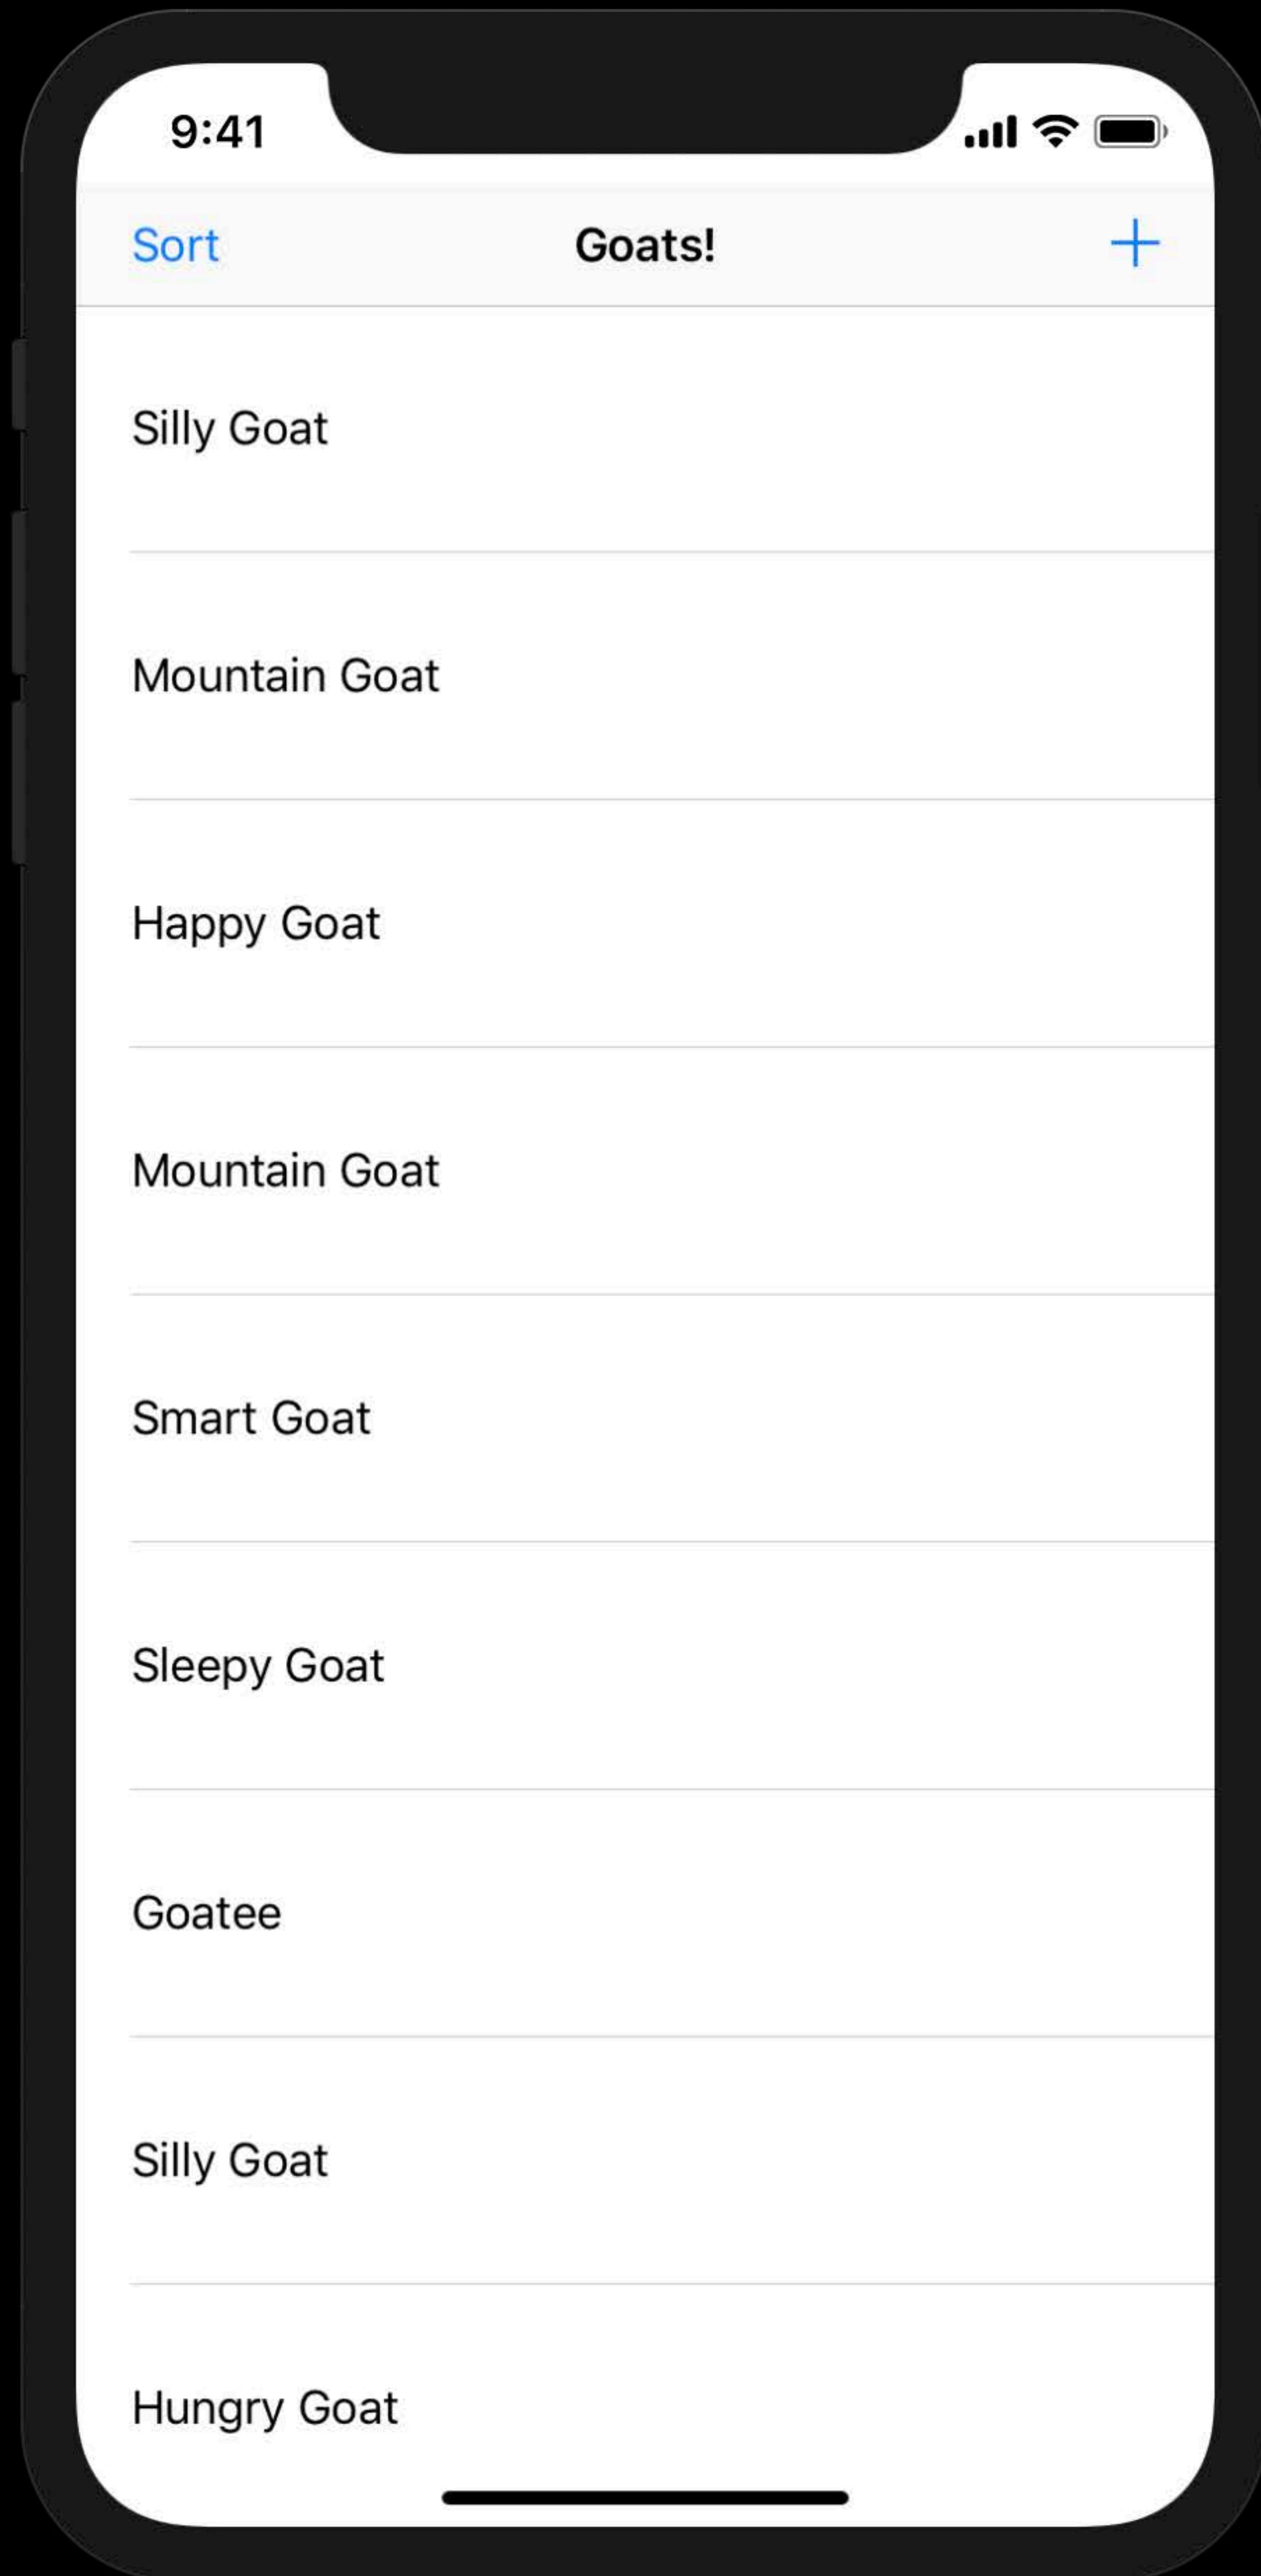 9:41
Sort
Goats!
Silly Goat
Mountain Goat
Happy Goat
Mountain Goat
Smart Goat
Sleepy Goat
Goatee
Silly Goat
Hungry Goat